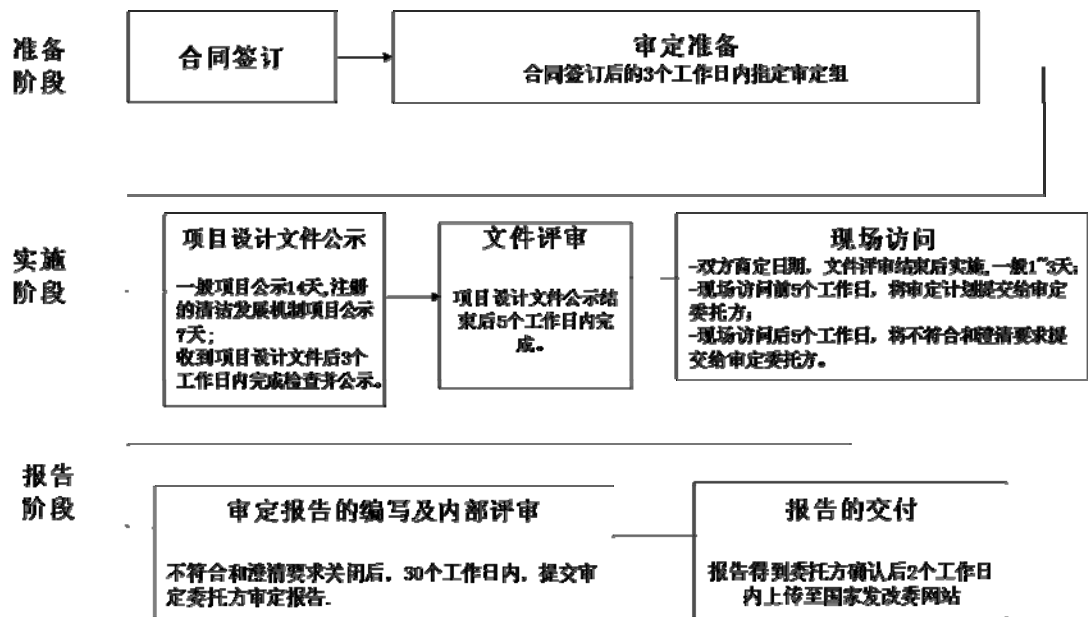 准备
阶段
合同签订
审定准备
合同签订后的3个工作日内指定审定组
实施
阶段
项目设计文件公示
一般项目公示14天,注册
的清洁发展机制项目公示
7天;
收到项目设计文件后3个
工作日内完成检查并公示。
文件评审
项目设计文件公示结
束后5个工作日内完
成。
现场访问
-双方商定日期，文件评审结束后实施,一般1~3天;
-现场访问前5个工作日，将审定计划提交给审定
委托方;
-现场访问后5个工作日，将不符合和澄清要求提
交给审定委托方。
报告
阶段
审定报告的编写及内部评审
不符合和澄清要求关闭后，30个工作日内，提交审
定委托方审定报告.
报告的交付
报告得到委托方确认后2个工作日
内上传至国家发改委网站